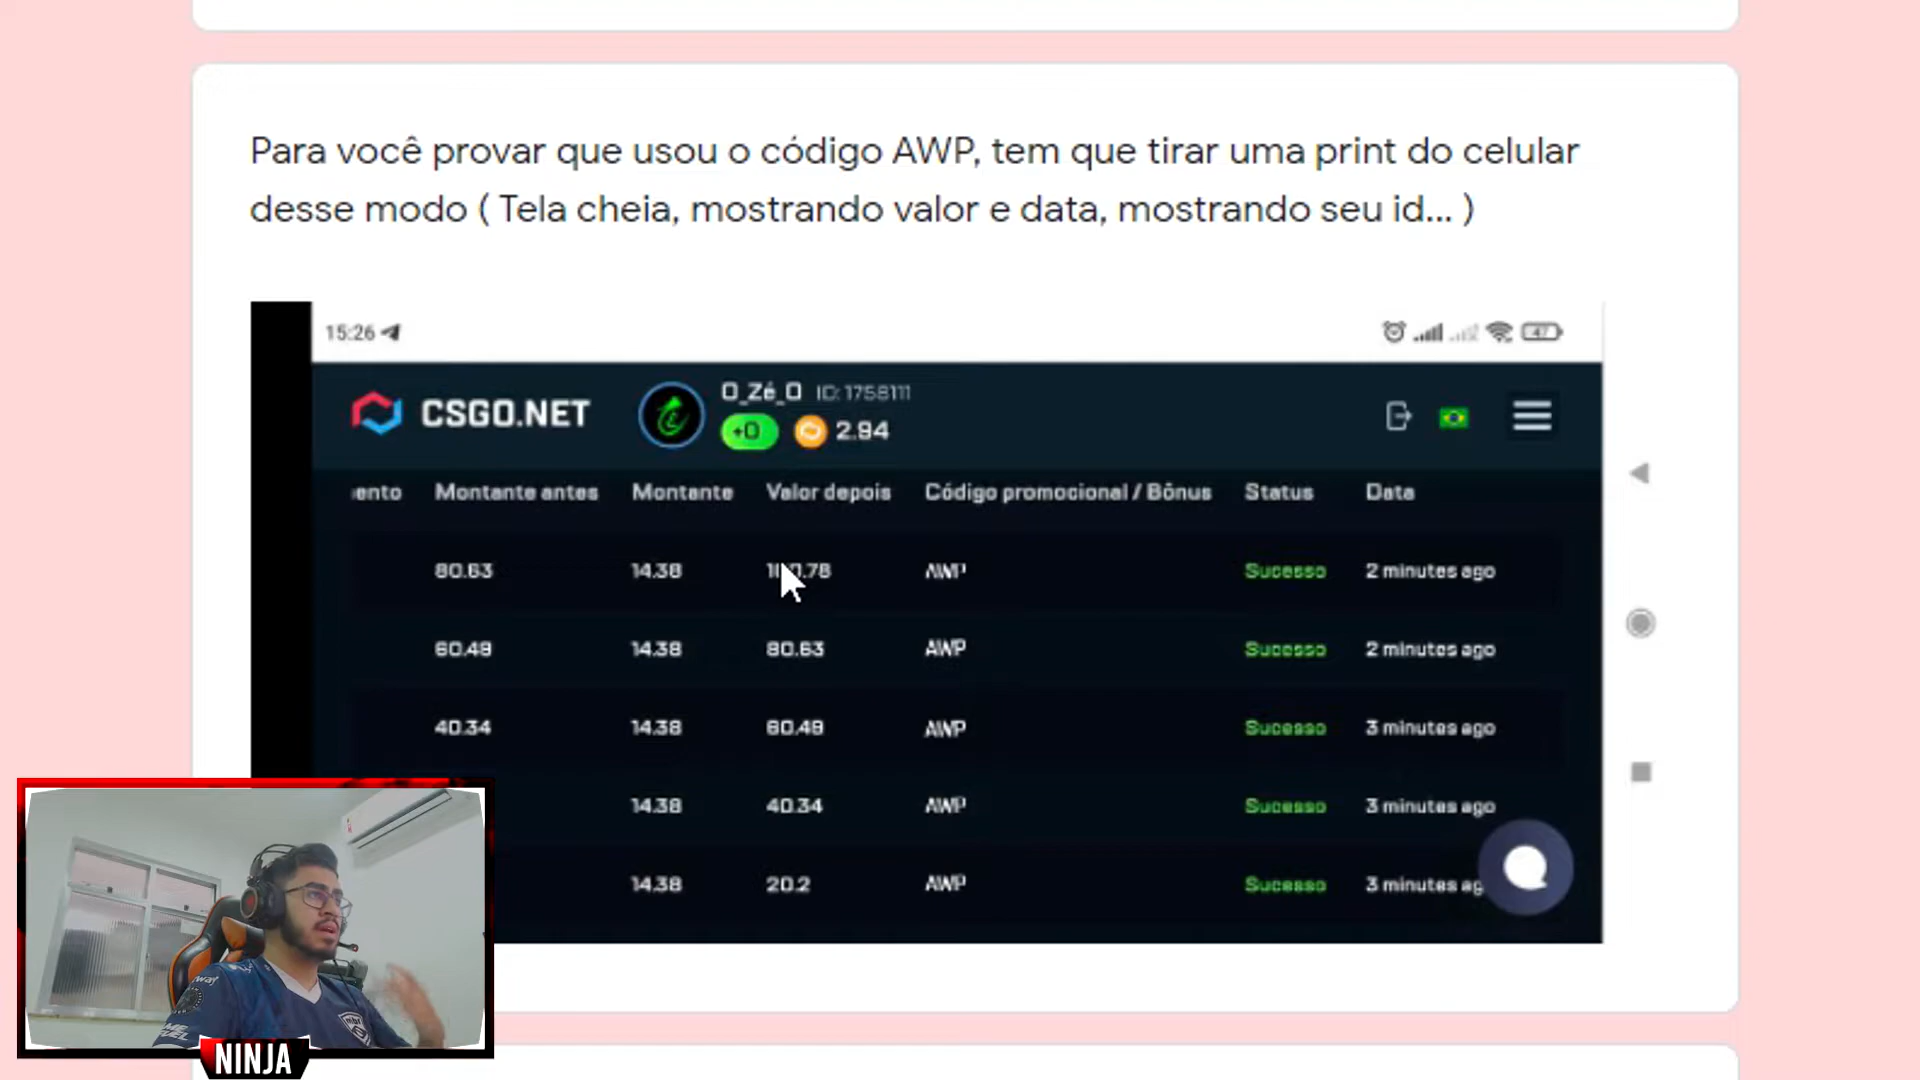 Para você provar que usou o código AWP, tem que tirar uma print do celular
desse modo ( Tela cheia, mostrando valor e data, mostrando seu id... )
15:26
47
CSGO.NET
O_Zé_O ID: 1758111
+0 2.94
ento Montante antes Montante Valor depois Código promocional / Bônus Status Data
80.63 14.38 AWP Sucesso 2 minutes ago
60.49 14.38 80.63 AWP Sucesso 2 minutes ago
40.34 14.38 60.49 AWP Sucesso 3 minutes ago
14.38 40.34 AWP Sucesso 3 minutes ago
14.38 20.2 AWP Sucesso 3 minutes ag
NINJA